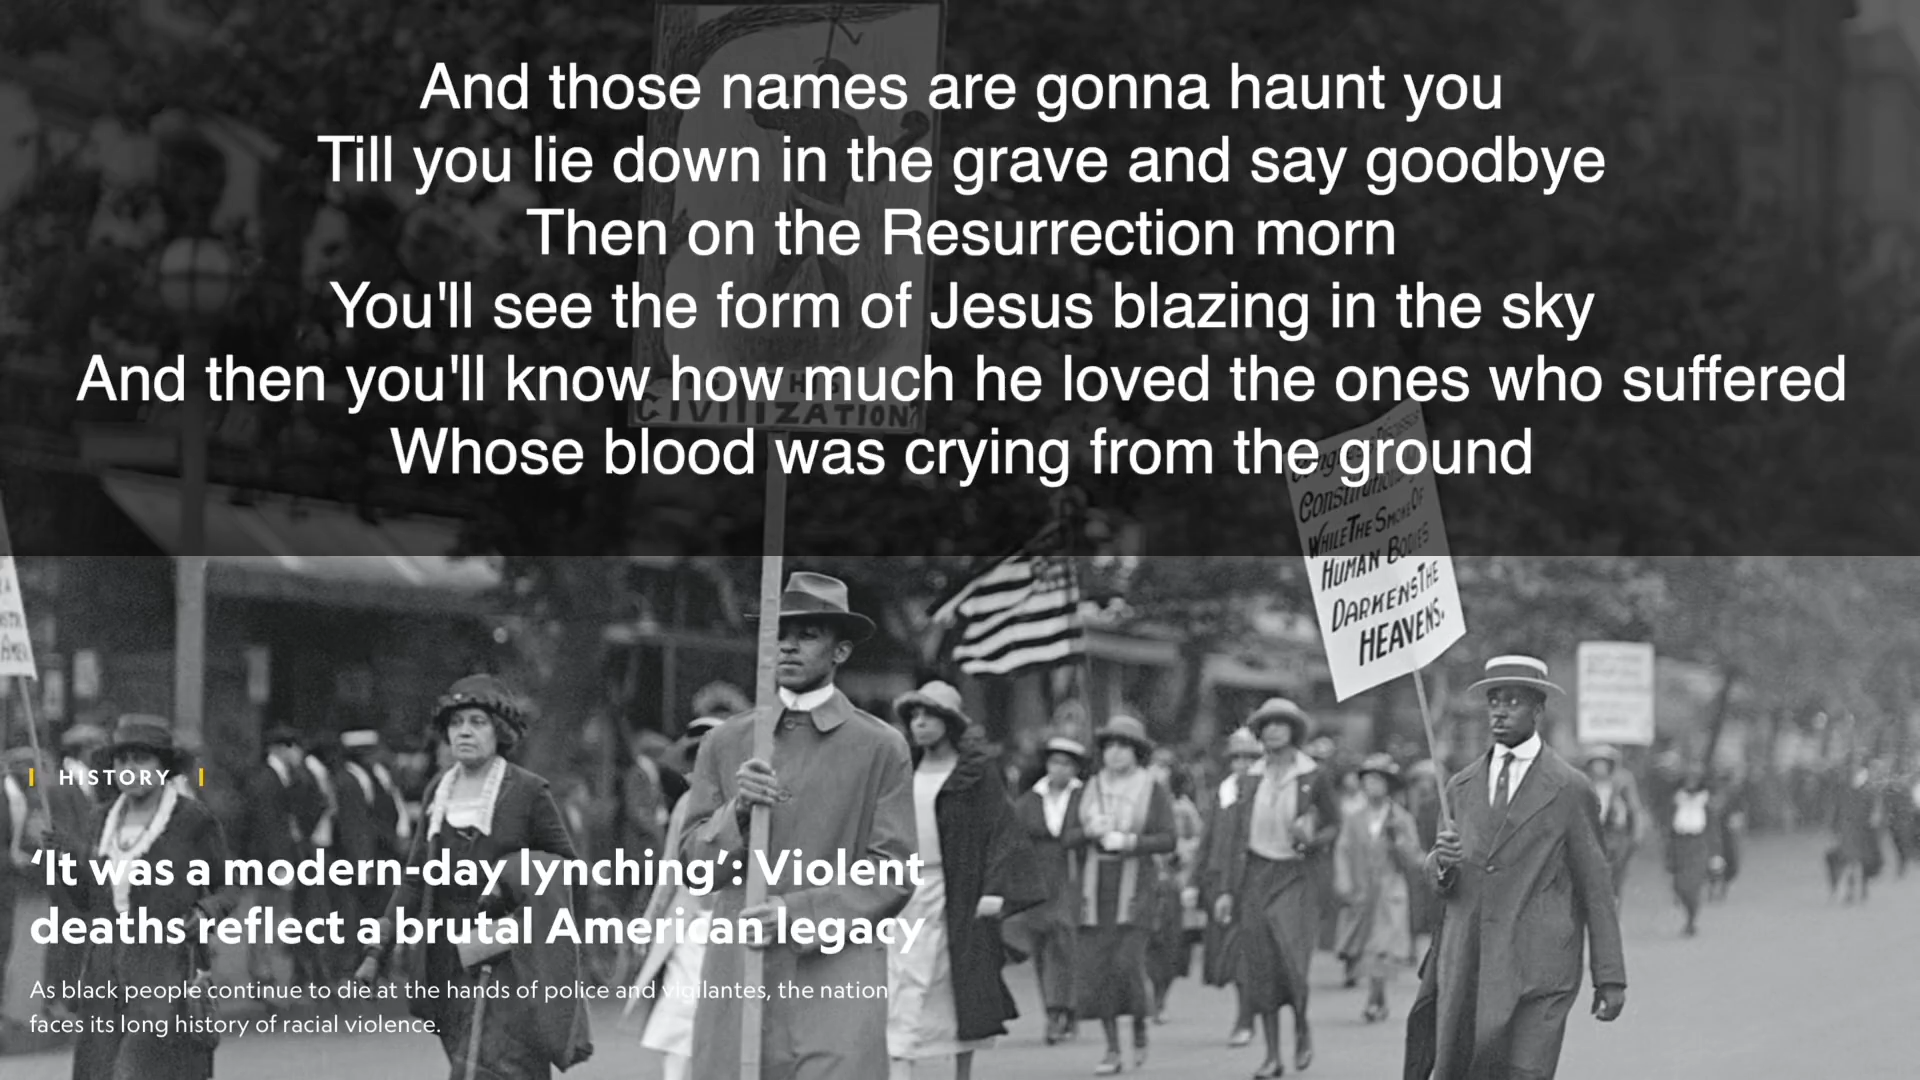 And those names are gonna haunt you
Till you lie down in the grave and say goodbye
Then on the Resurrection morn
You'll see the form of Jesus blazing in the sky
And then you'll know how much he loved the ones who suffered
CIVILIZATION?
Whose blood was crying from the ground
WHILE THE SMOKE OF
HUMAN BODIES
DARKENS THE
HEAVENS.
HISTORY
‘It was a modern-day lynching’: Violent
deaths reflect a brutal American legacy
As black people continue to die at the hands of police and vigilantes, the nation
faces its long history of racial violence.